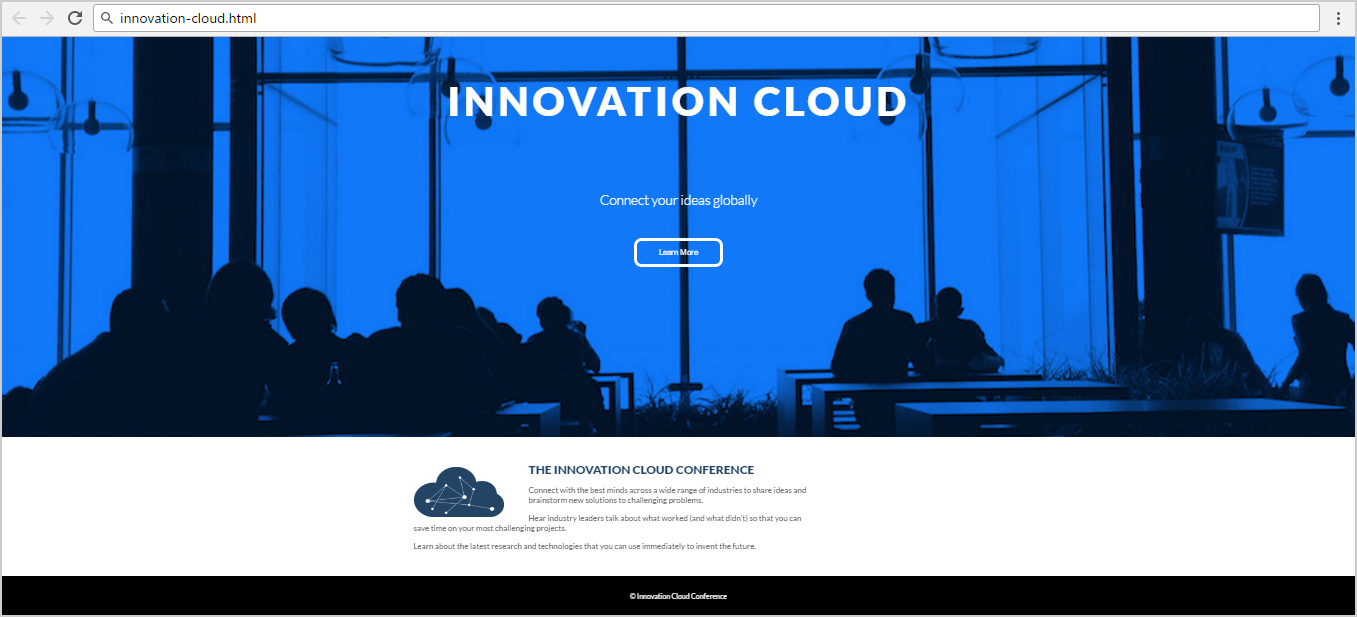 innovation-cloud.html
INNOVATION CLOUD
Connect your ideas globally
Learn More
THE INNOVATION CLOUD CONFERENCE
Connect with the best minds across a wide range of industries to share ideas and
brainstorm new solutions to challenging problems.
Hear industry leaders talk about what worked (and what didn't) so that you can
save time on your most challenging projects.
Learn about the latest research and technologies that you can use immediately to invent the future.
© Innovation Cloud Conference